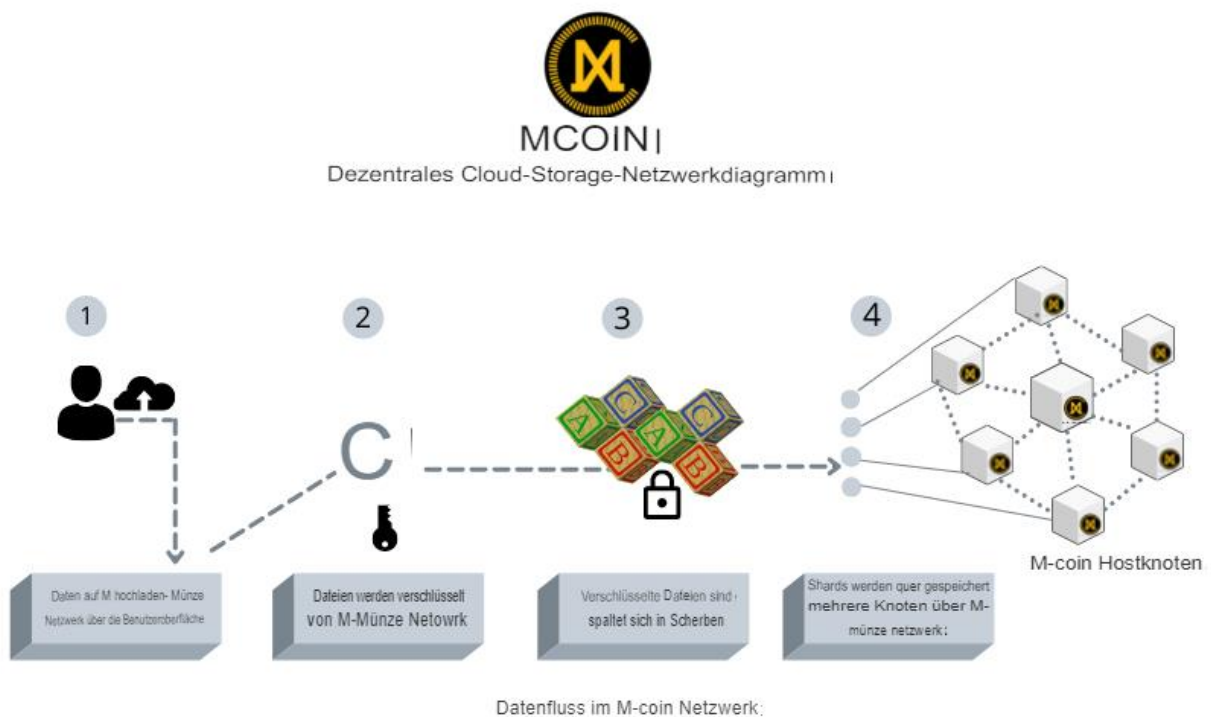 MCOIN
Dezentrales Cloud-Storage-Netzwerkdiagramm
1
2
3
4
C
A
C
B
A
C
B
M-coin Hostknoten
Daten auf M hochladen- Münze
Netzwerk über die Benutzeroberfläche
Dateien werden verschlüsselt
von M-Münze Netowrk
Verschlüsselte Dateien sind
spaltet sich in Scherben
Shards werden quer gespeichert
mehrere Knoten über M-
münze netzwerk:
Datenfluss im M-coin Netzwerk;